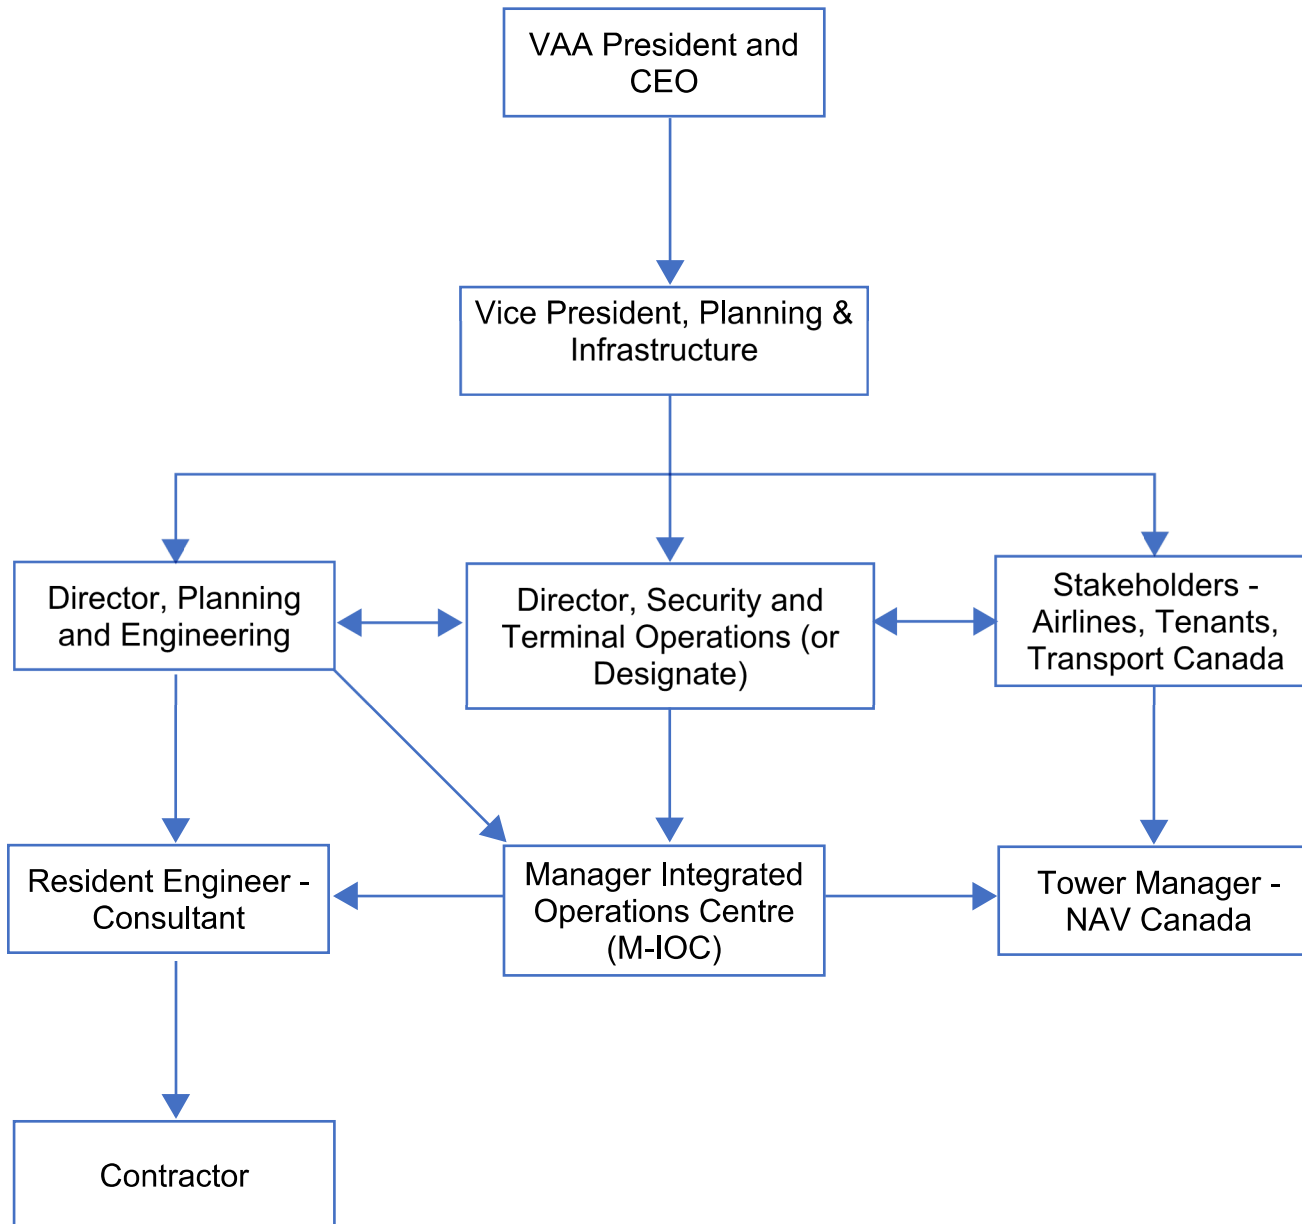 VAA President and
CEO
Vice President, Planning &
Infrastructure
Director, Planning
and Engineering
Director, Security and
Terminal Operations (or
Designate)
Stakeholders -
Airlines, Tenants,
Transport Canada
Resident Engineer -
Consultant
Manager Integrated
Operations Centre
(M-IOC)
Tower Manager -
NAV Canada
Contractor